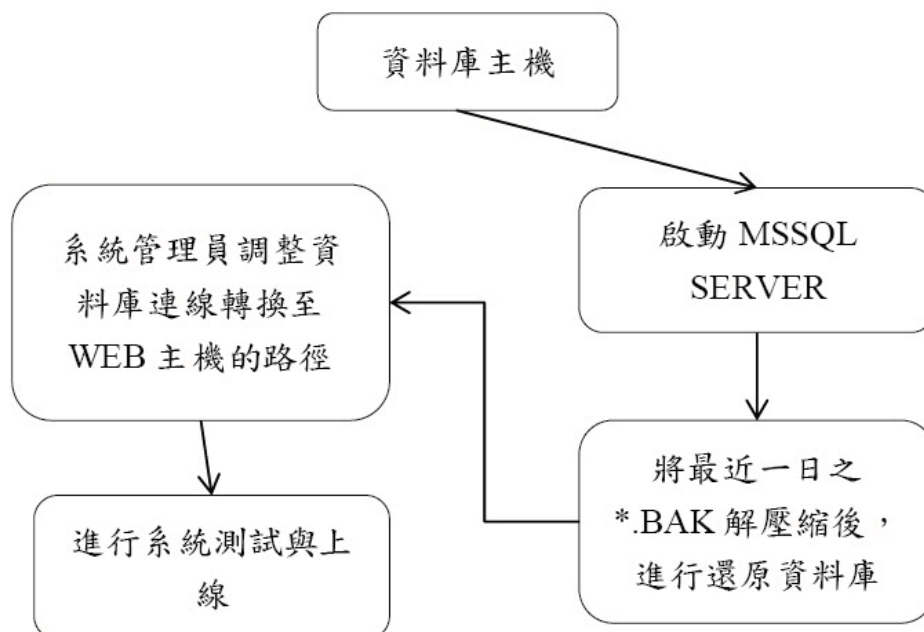 資料庫主機
啟動 MSSQL
SERVER
將最近一日之
*.BAK 解壓縮後，
進行還原資料庫
系統管理員調整資
料庫連線轉換至
WEB 主機的路徑
進行系統測試與上
線